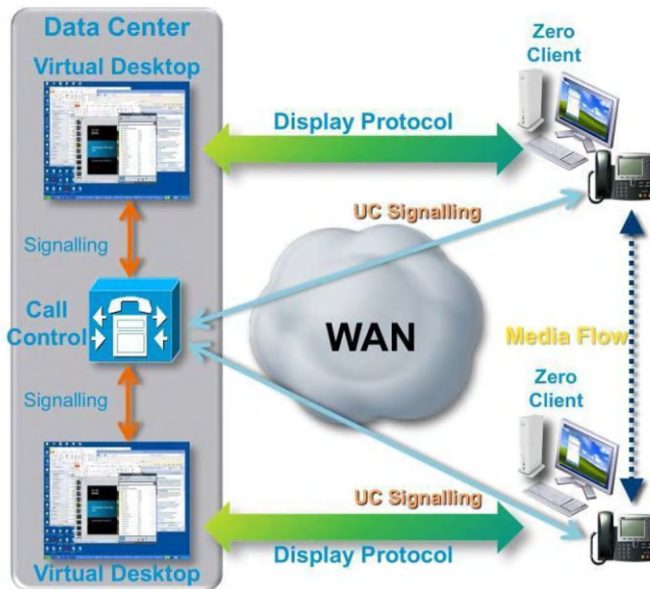 Data Center
Virtual Desktop
Zero
Client
Display Protocol
UC Signalling
Signalling
Call
Control
WAN
Media Flow
Zero
Client
Signalling
UC Signalling
Display Protocol
Virtual Desktop